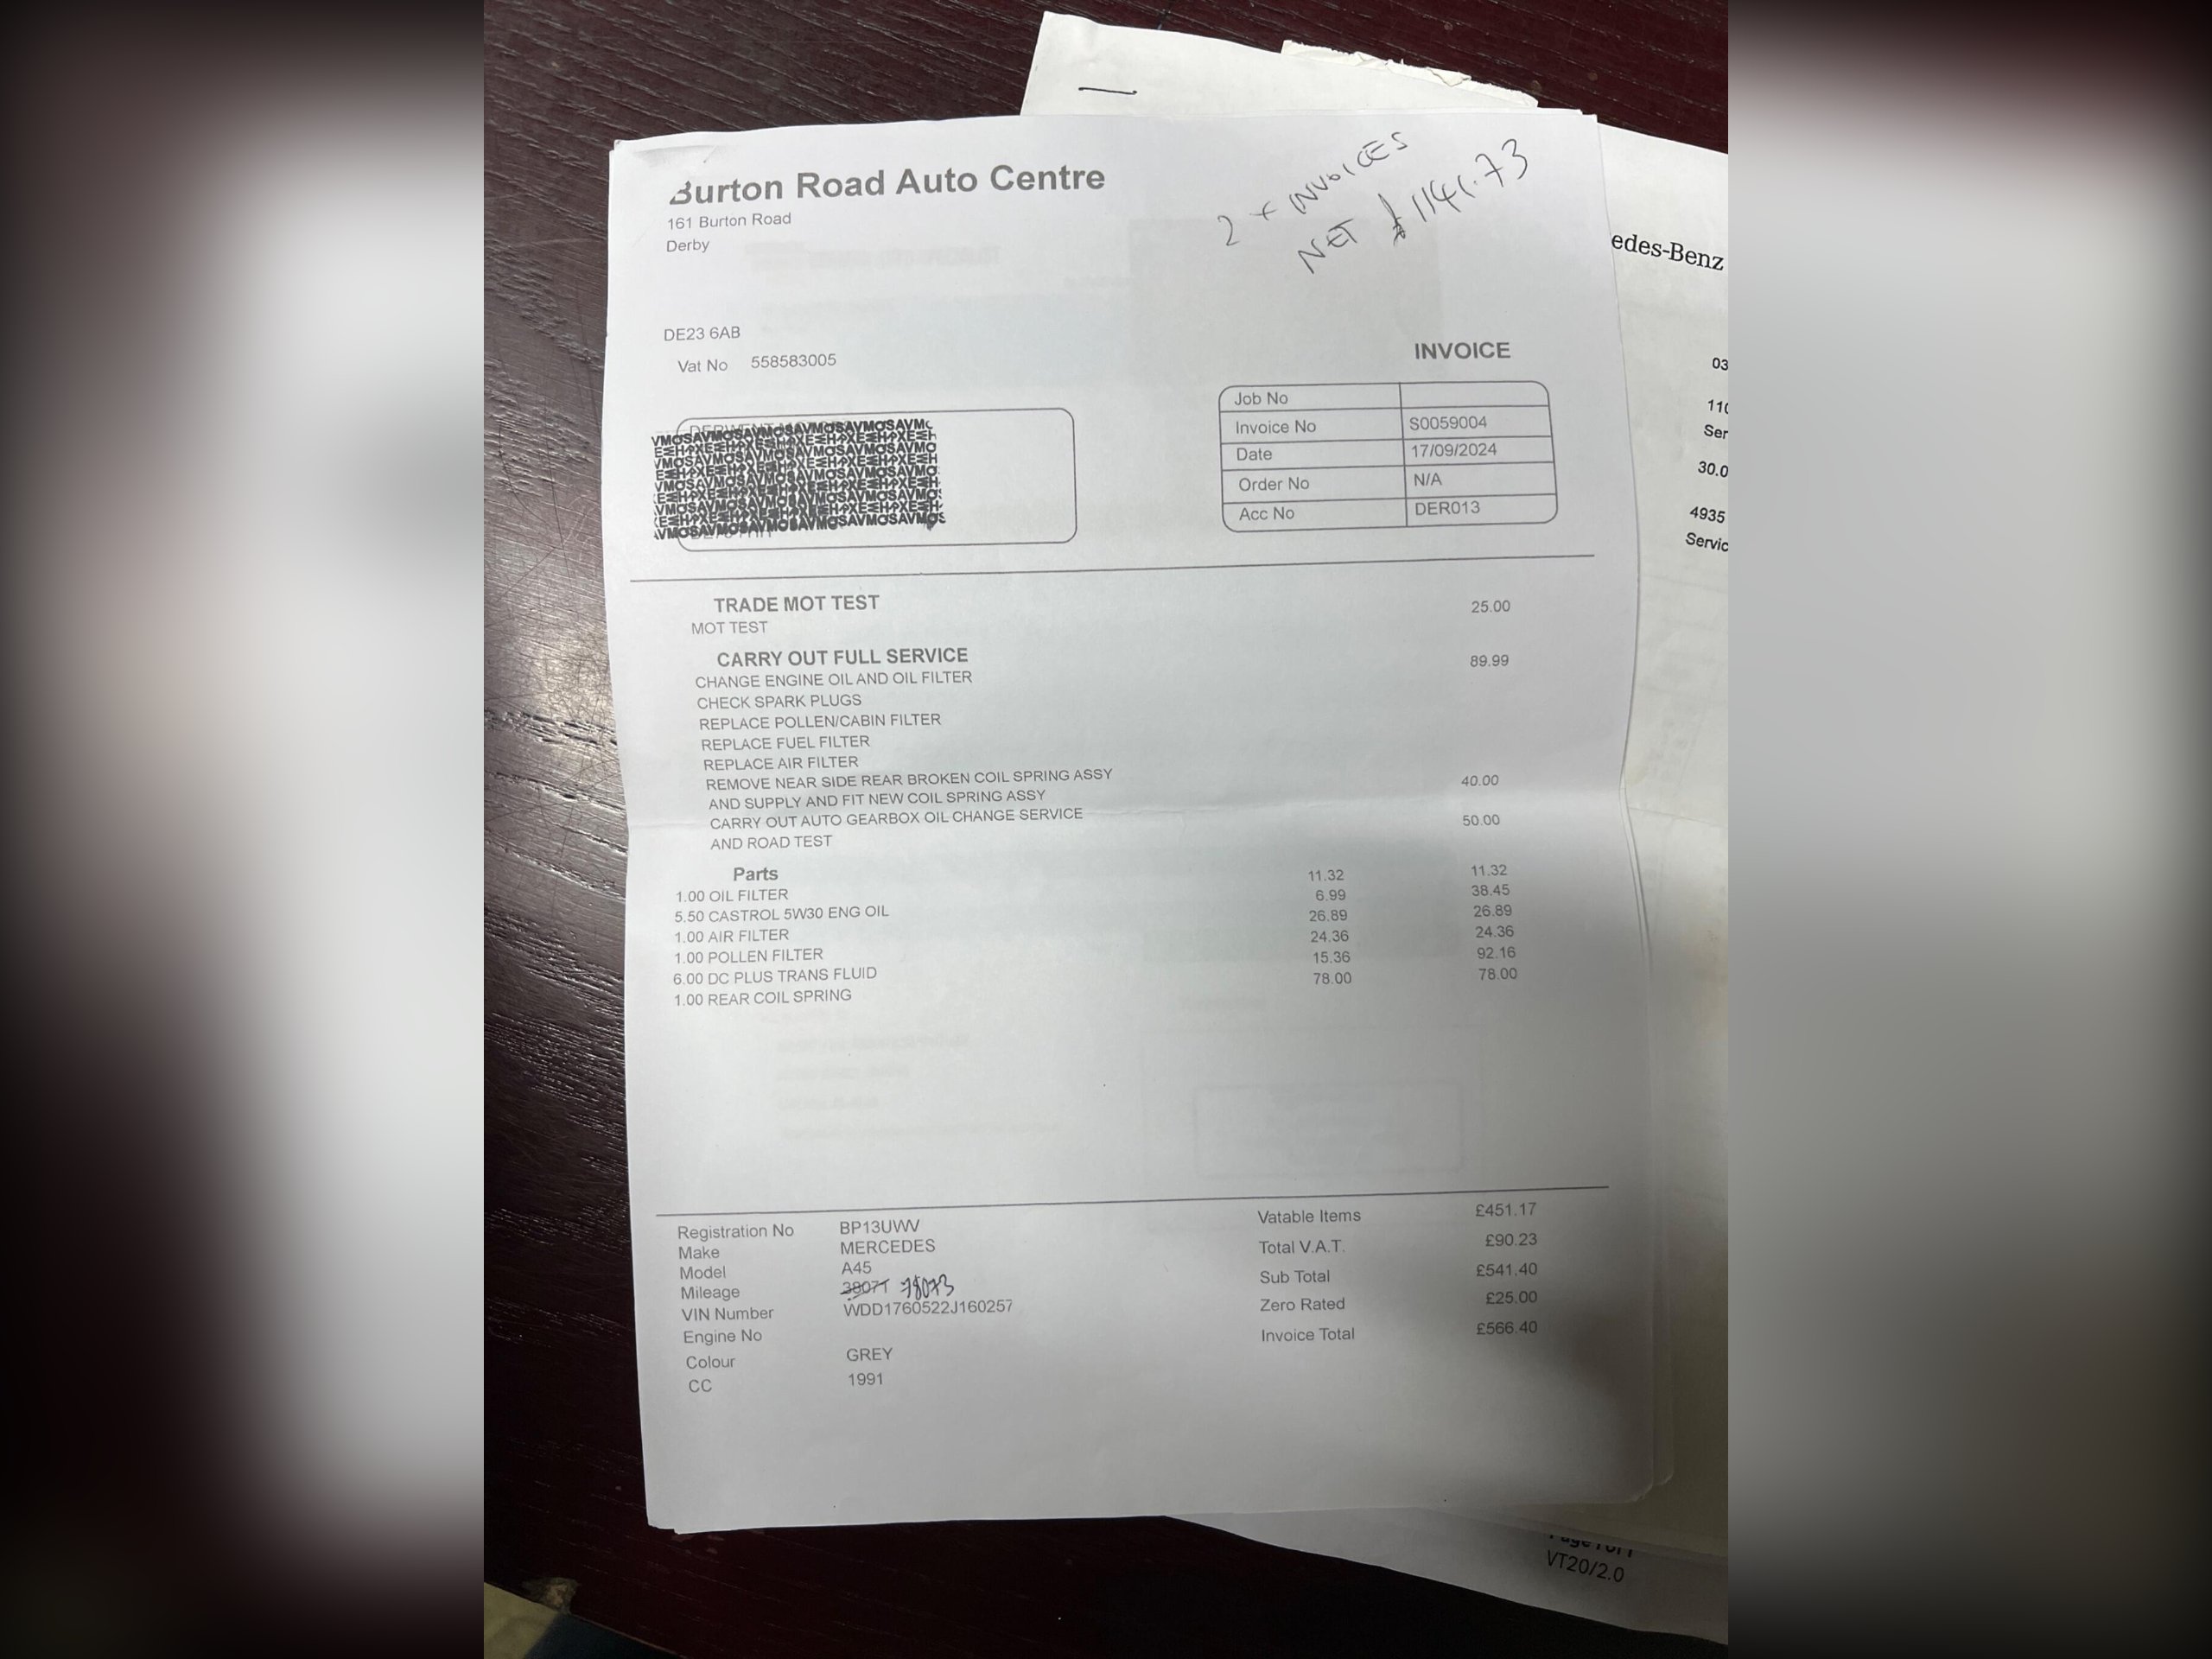 2 x INVOICES
NET £1141.73
Burton Road Auto Centre
161 Burton Road
Derby
DE23 6AB
Vat No 558583005
INVOICE
Job No
Invoice No S0059004
Date 17/09/2024
Order No N/A
Acc No DER013
TRADE MOT TEST 25.00
MOT TEST
CARRY OUT FULL SERVICE 89.99
CHANGE ENGINE OIL AND OIL FILTER
CHECK SPARK PLUGS
REPLACE POLLEN/CABIN FILTER
REPLACE FUEL FILTER
REPLACE AIR FILTER
REMOVE NEAR SIDE REAR BROKEN COIL SPRING ASSY 40.00
AND SUPPLY AND FIT NEW COIL SPRING ASSY
CARRY OUT AUTO GEARBOX OIL CHANGE SERVICE 50.00
AND ROAD TEST
Parts
1.00 OIL FILTER 11.32 11.32
5.50 CASTROL 5W30 ENG OIL 6.99 38.45
1.00 AIR FILTER 26.89 26.89
1.00 POLLEN FILTER 24.36 24.36
6.00 DC PLUS TRANS FLUID 15.36 92.16
1.00 REAR COIL SPRING 78.00 78.00
Registration No BP13UWV
Make MERCEDES
Model A45
Mileage 38071 78073
VIN Number WDD1760522J160257
Engine No
Colour GREY
CC 1991
Vatable Items £451.17
Total V.A.T. £90.23
Sub Total £541.40
Zero Rated £25.00
Invoice Total £566.40
edes-Benz
03
110
Ser
30.0
4935
Servic
VT20/2.0